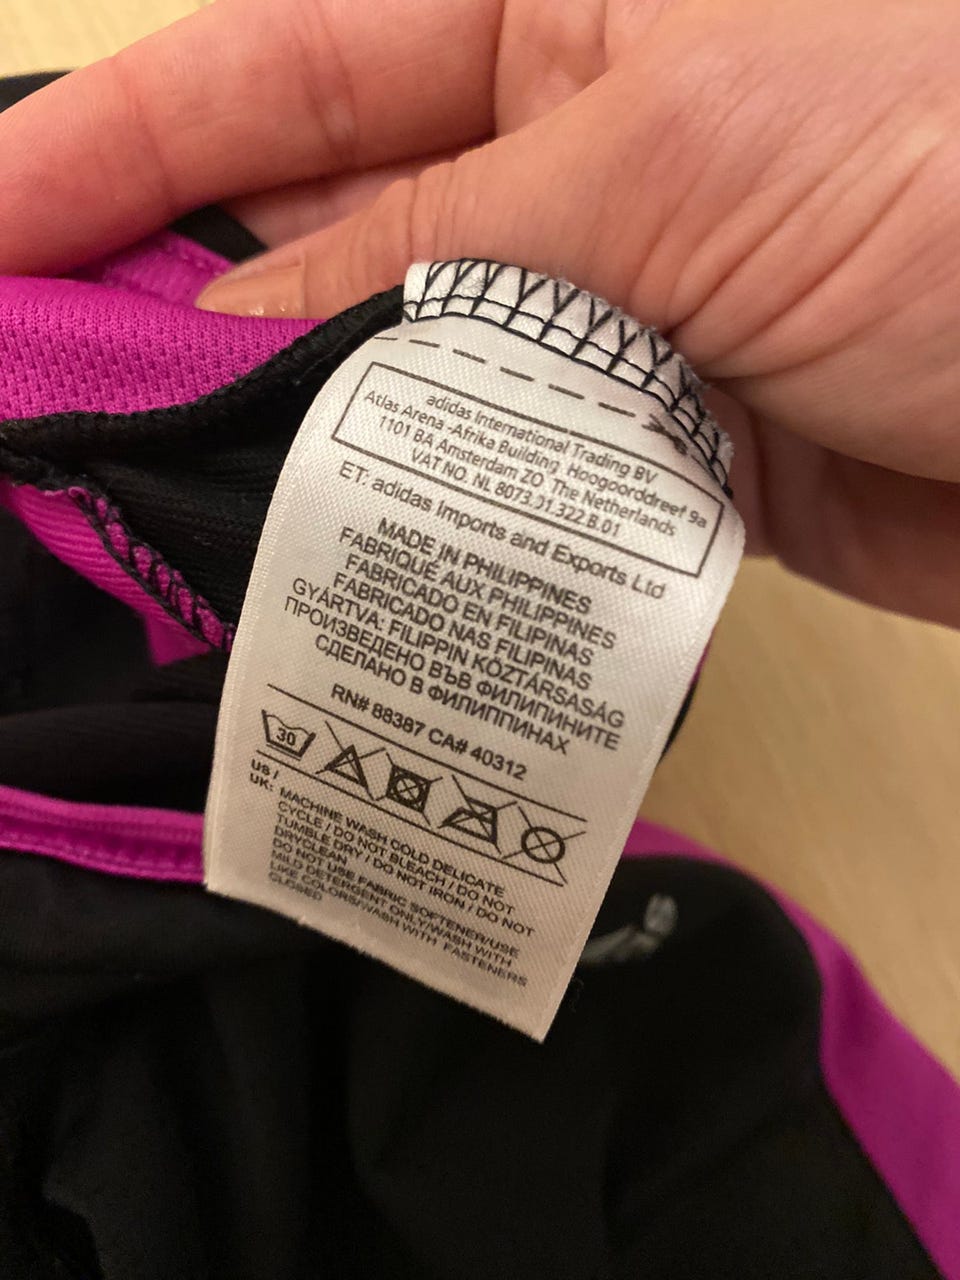 adidas International Trading BV
Atlas Arena -Afrika Building Hoogoorddreef 9a
1101 BA Amsterdam ZO The Netherlands
VAT NO. NL 8073.01.322.B.01
ET: adidas Imports and Exports Ltd
MADE IN PHILIPPINES
FABRIQUÉ AUX PHILIPPINES
FABRICADO EN FILIPINAS
FABRICADO NAS FILIPINAS
GYÁRTVA: FILIPPIN KÖZTÁRSASÁG
ПРОИЗВЕДЕНО ВЪВ ФИЛИПИНИТЕ
СДЕЛАНО В ФИЛИППИНАХ
RN# 88387 CA# 40312
30
US /
UK: MACHINE WASH COLD DELICATE
CYCLE / DO NOT BLEACH / DO NOT
TUMBLE DRY / DO NOT IRON / DO NOT
DRYCLEAN
DO NOT USE FABRIC SOFTENER/USE
MILD DETERGENT ONLY/WASH WITH
LIKE COLORS/WASH WITH FASTENERS
CLOSED